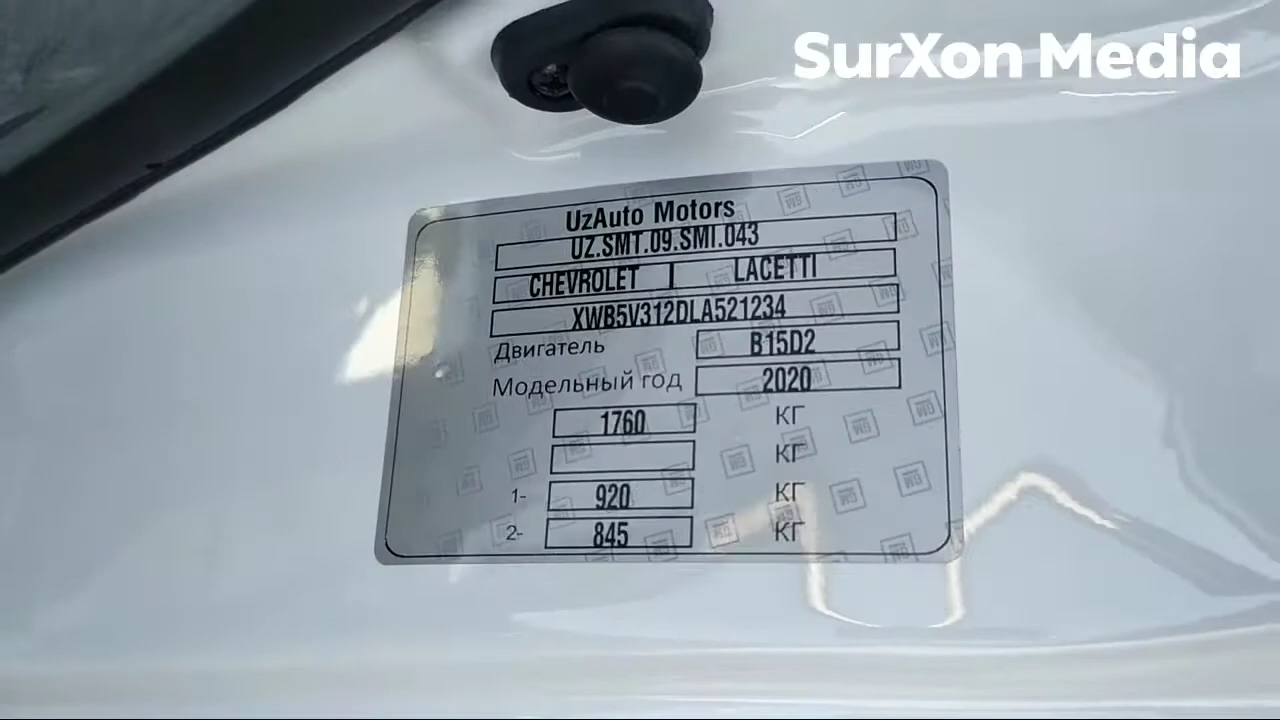 SurXon Media
UzAuto Motors
UZ.SMT.09.SMI.043
CHEVROLET LACETTI
XWB5V312DLA521234
Двигатель B15D2
Модельный год 2020
1760 КГ
КГ
1- 920 КГ
2- 845 КГ